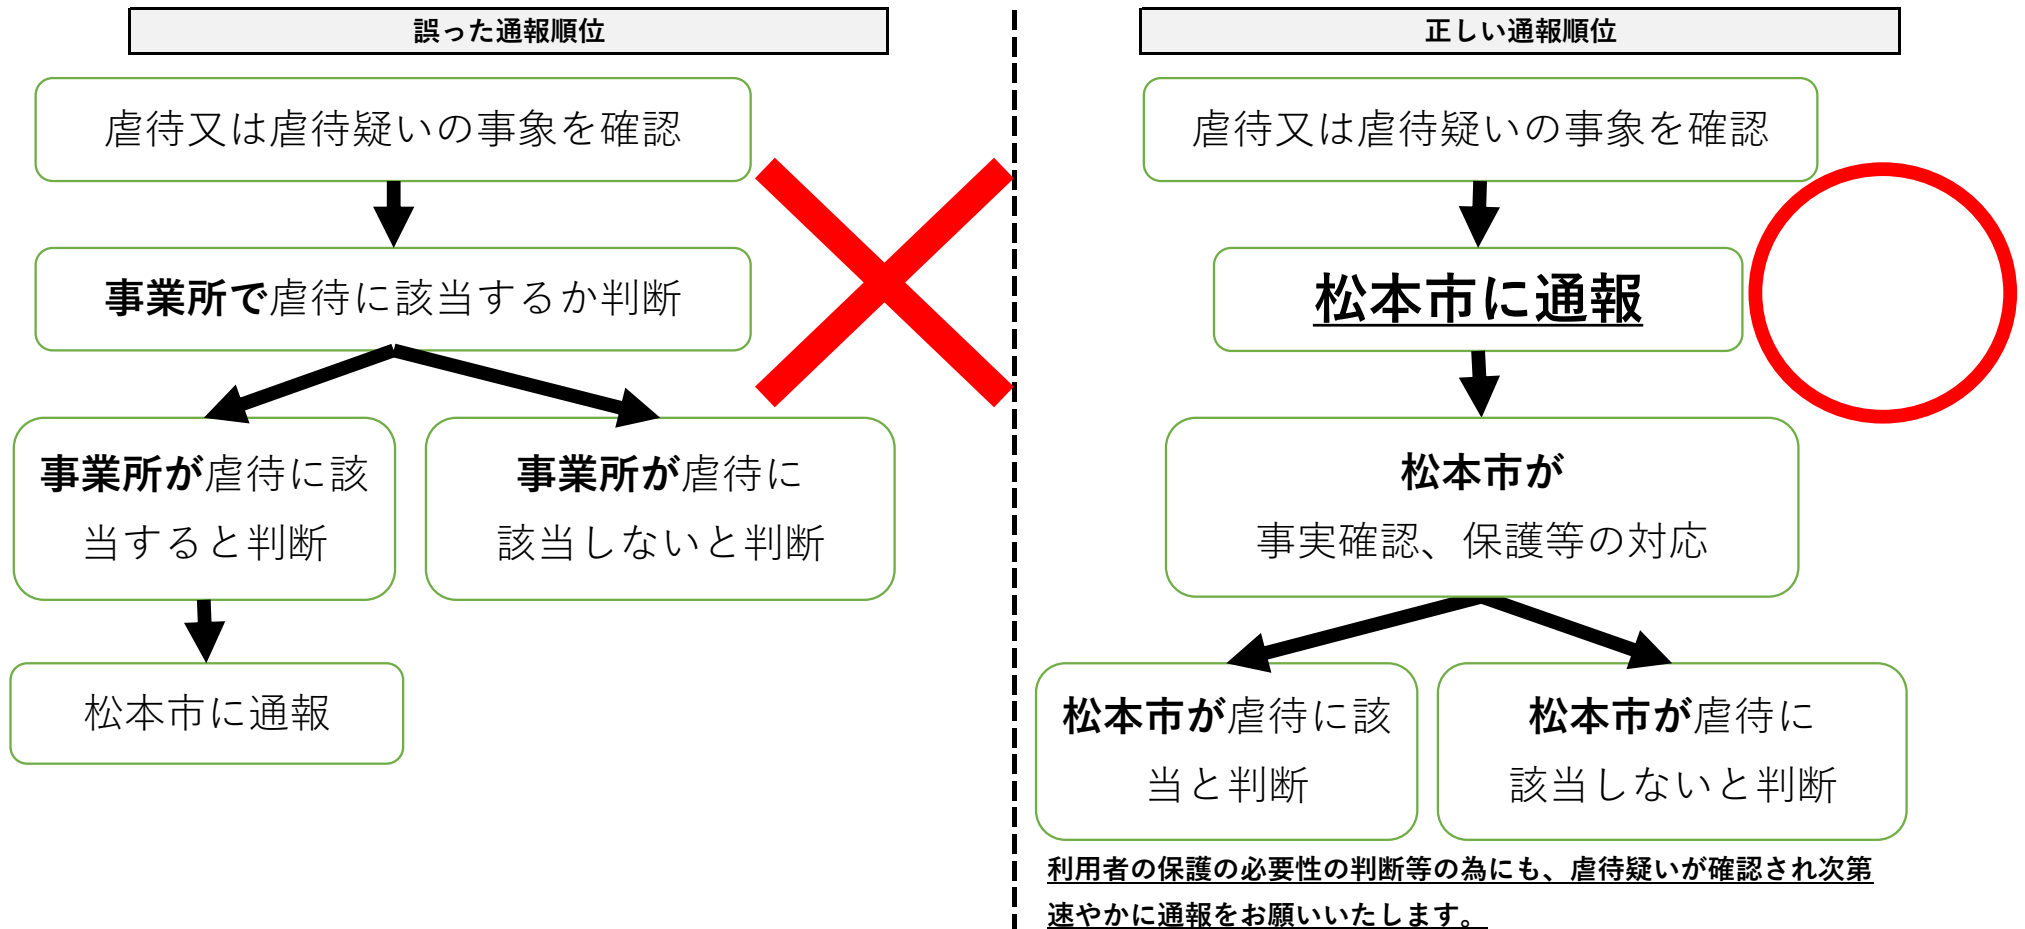 誤った通報順位
虐待又は虐待疑いの事象を確認
事業所で虐待に該当するか判断
事業所が虐待に該
当すると判断
事業所が虐待に
該当しないと判断
松本市に通報
正しい通報順位
虐待又は虐待疑いの事象を確認
松本市に通報
松本市が
事実確認、保護等の対応
松本市が虐待に該
当と判断
松本市が虐待に
該当しないと判断
利用者の保護の必要性の判断等の為にも、虐待疑いが確認され次第
速やかに通報をお願いいたします。